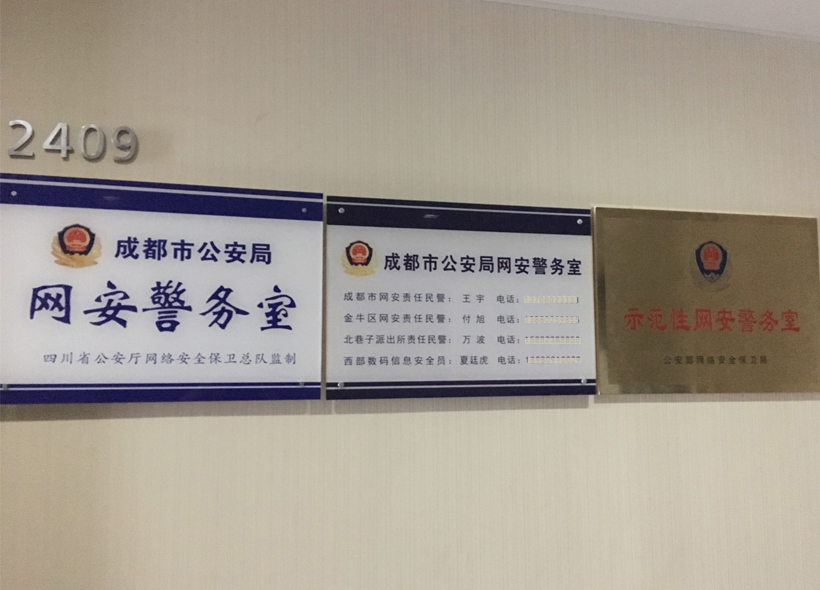 2409
成都市公安局
网安警务室
四川省公安厅网络安全保卫总队监制
成都市公安局网安警务室
成都市网安责任民警： 王 宇 电话：
金牛区网安责任民警： 付 旭 电话：
北巷子派出所责任民警： 万 波 电话：
西部数码信息安全员： 夏廷虎 电话：
示范性网安警务室
公安部网络安全保卫局